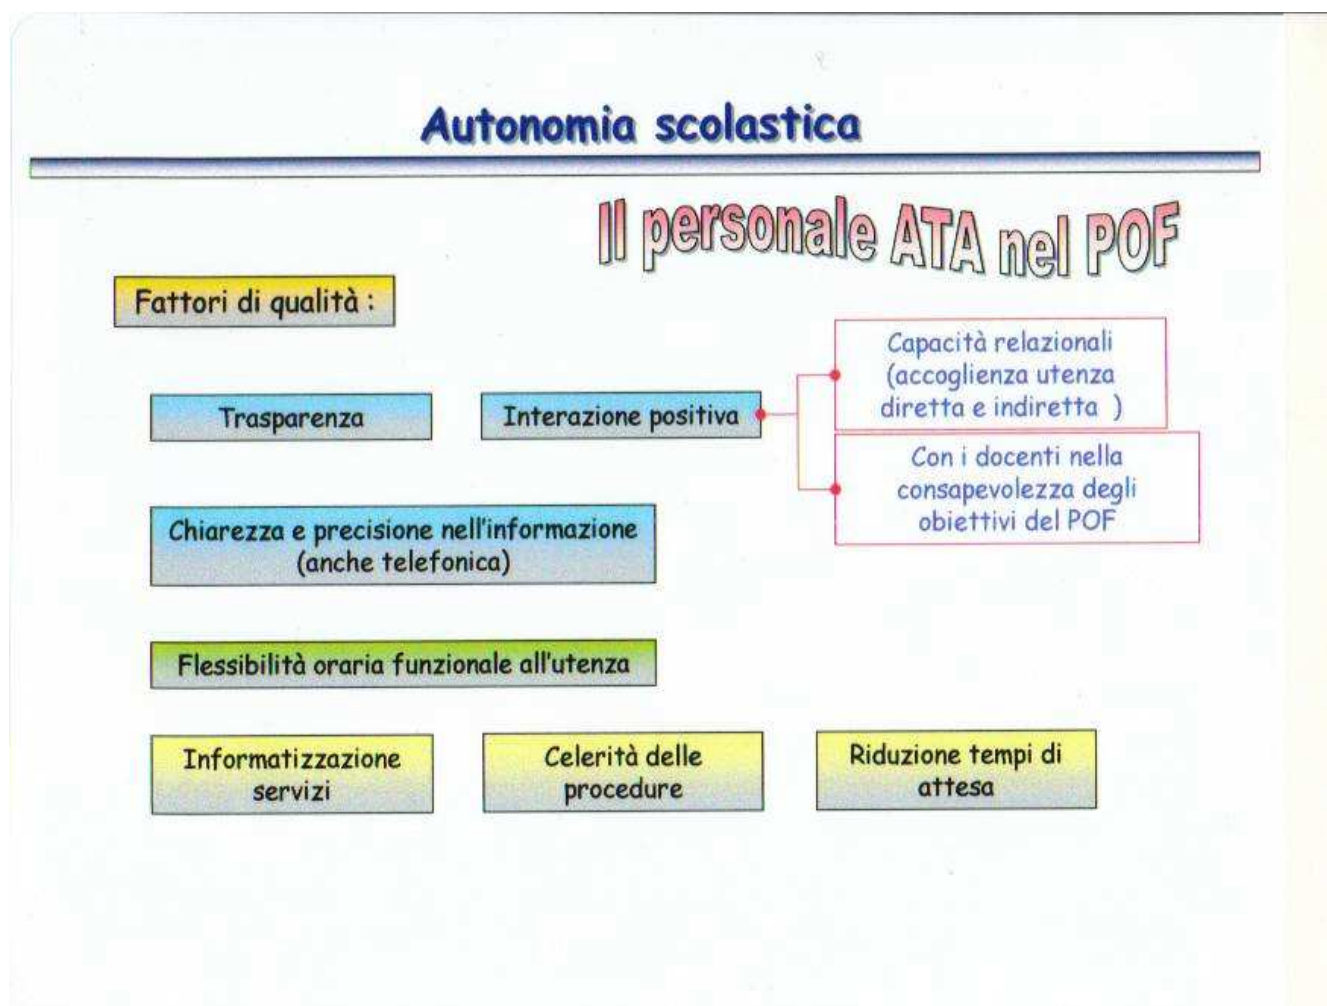 Autonomia scolastica
Il personale ATA nel POF
Fattori di qualità :
Trasparenza
Interazione positiva
Capacità relazionali
(accoglienza utenza
diretta e indiretta )
Con i docenti nella
consapevolezza degli
obiettivi del POF
Chiarezza e precisione nell'informazione
(anche telefonica)
Flessibilità oraria funzionale all'utenza
Informatizzazione
servizi
Celerità delle
procedure
Riduzione tempi di
attesa